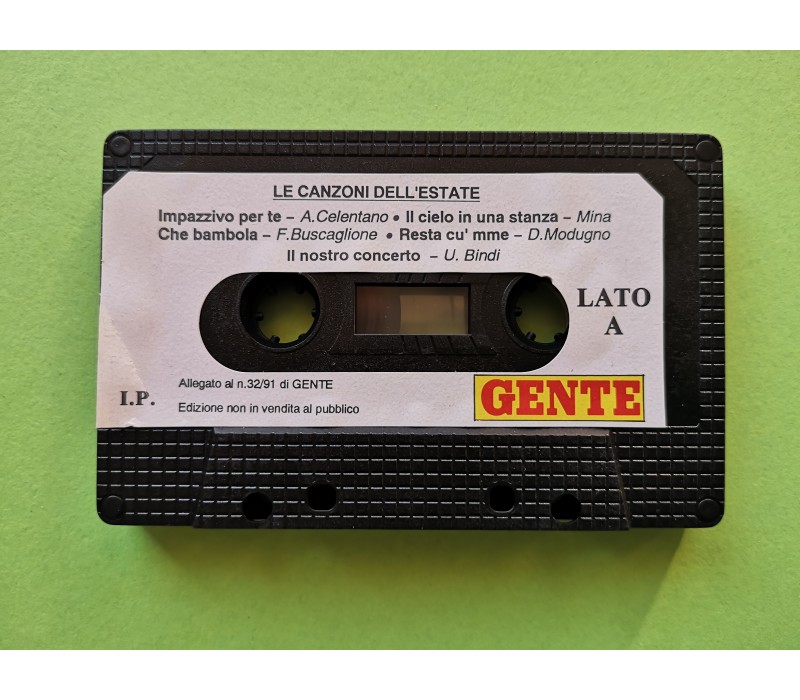 LE CANZONI DELL'ESTATE
Impazzivo per te – A.Celentano • Il cielo in una stanza – Mina
Che bambola – F.Buscaglione • Resta cu' mme – D.Modugno
Il nostro concerto – U. Bindi
LATO
A
I.P.
Allegato al n.32/91 di GENTE
Edizione non in vendita al pubblico
GENTE